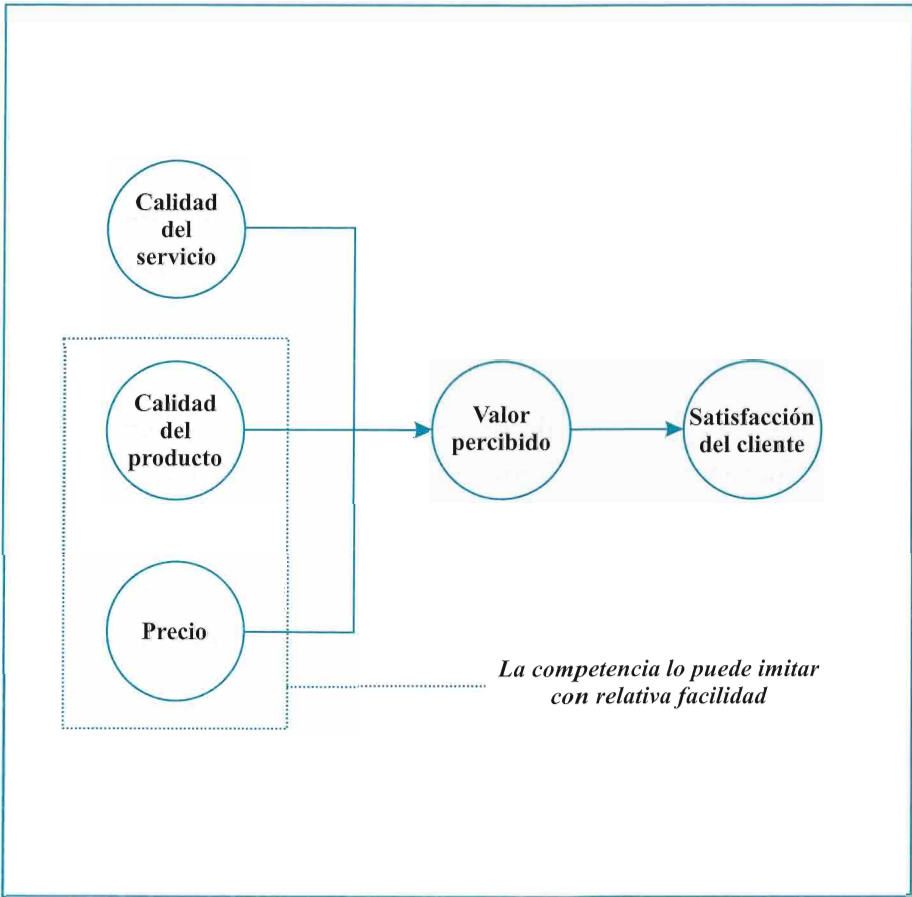 Calidad
del
servicio
Calidad
del
producto
Precio
Valor
percibido
Satisfacción
del cliente
La competencia lo puede imitar
con relativa facilidad